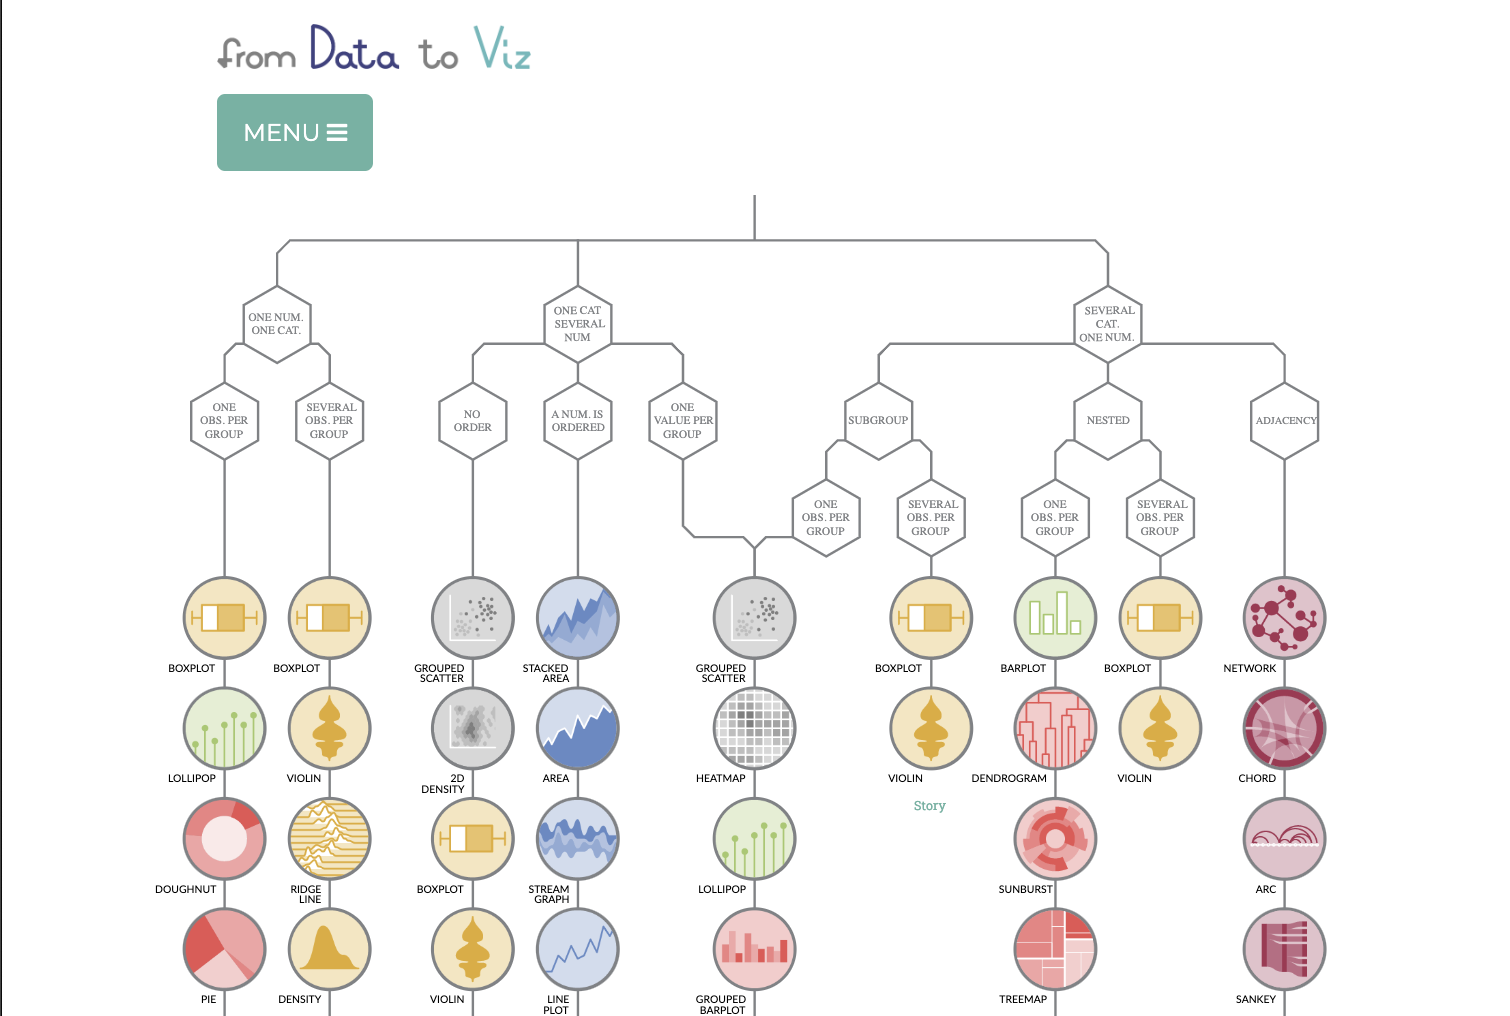 from Data to Viz
MENU
ONE NUM.
ONE CAT.
ONE CAT
SEVERAL
NUM
SEVERAL
CAT.
ONE NUM.
ONE
OBS. PER
GROUP
SEVERAL
OBS. PER
GROUP
NO
ORDER
A NUM. IS
ORDERED
ONE
VALUE PER
GROUP
SUBGROUP
NESTED
ADJACENCY
ONE
OBS. PER
GROUP
SEVERAL
OBS. PER
GROUP
ONE
OBS. PER
GROUP
SEVERAL
OBS. PER
GROUP
BOXPLOT
BOXPLOT
GROUPED
SCATTER
STACKED
AREA
GROUPED
SCATTER
BOXPLOT
BARPLOT
BOXPLOT
NETWORK
LOLLIPOP
VIOLIN
2D
DENSITY
AREA
HEATMAP
VIOLIN
DENDROGRAM
VIOLIN
CHORD
Story
DOUGHNUT
RIDGE
LINE
BOXPLOT
STREAM
GRAPH
LOLLIPOP
SUNBURST
ARC
PIE
DENSITY
VIOLIN
LINE
PLOT
GROUPED
BARPLOT
TREEMAP
SANKEY